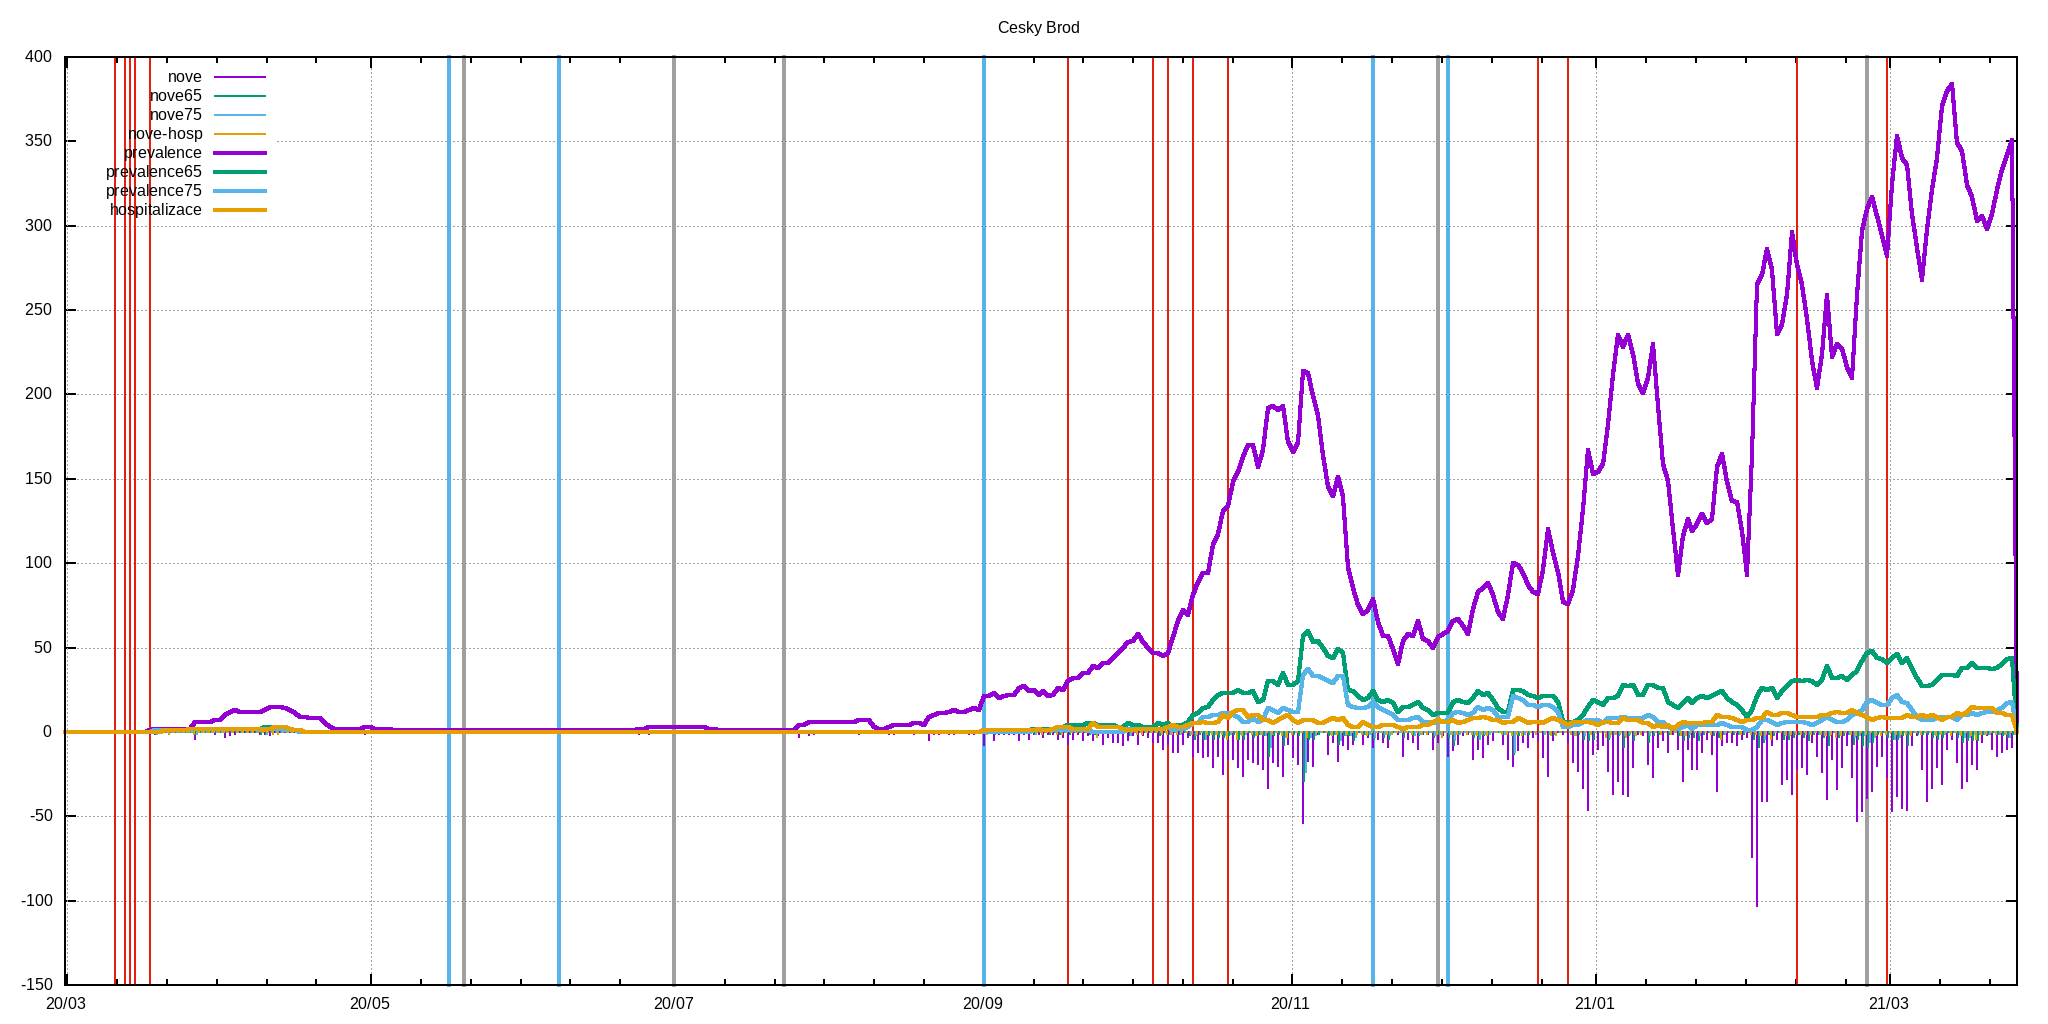 Cesky Brod
400
350
300
250
200
150
100
50
0
-50
-100
-150
nove
nove65
nove75
nove-hosp
prevalence
prevalence65
prevalence75
hospitalizace
20/03 20/05 20/07 20/09 20/11 21/01 21/03